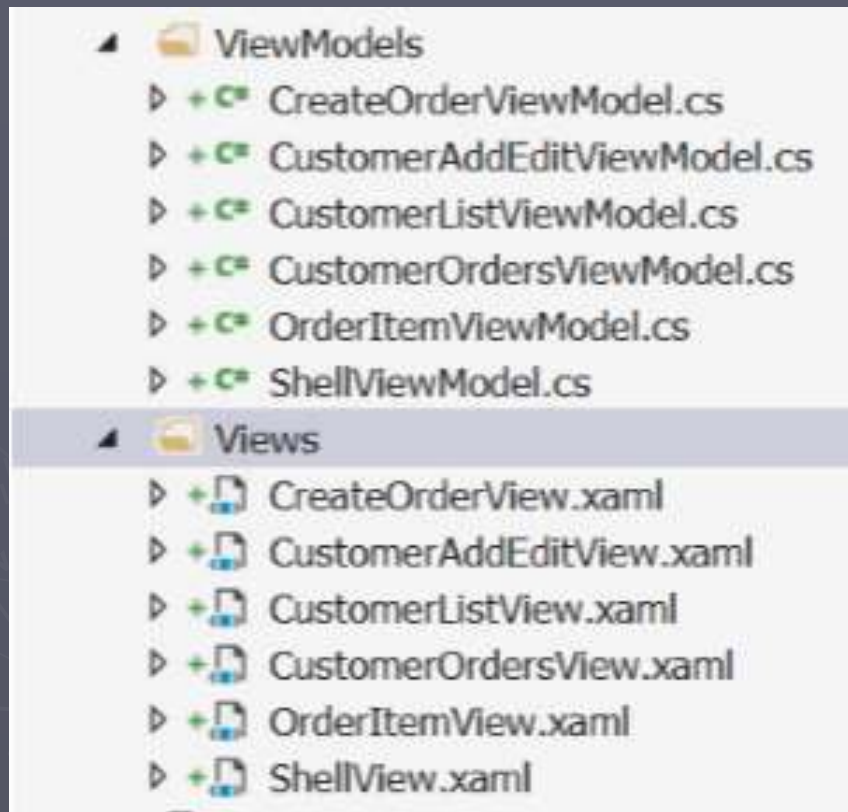 ViewModels
C# CreateOrderViewModel.cs
C# CustomerAddEditViewModel.cs
C# CustomerListViewModel.cs
C# CustomerOrdersViewModel.cs
C# OrderItemViewModel.cs
C# ShellViewModel.cs
Views
CreateOrderView.xaml
CustomerAddEditView.xaml
CustomerListView.xaml
CustomerOrdersView.xaml
OrderItemView.xaml
ShellView.xaml